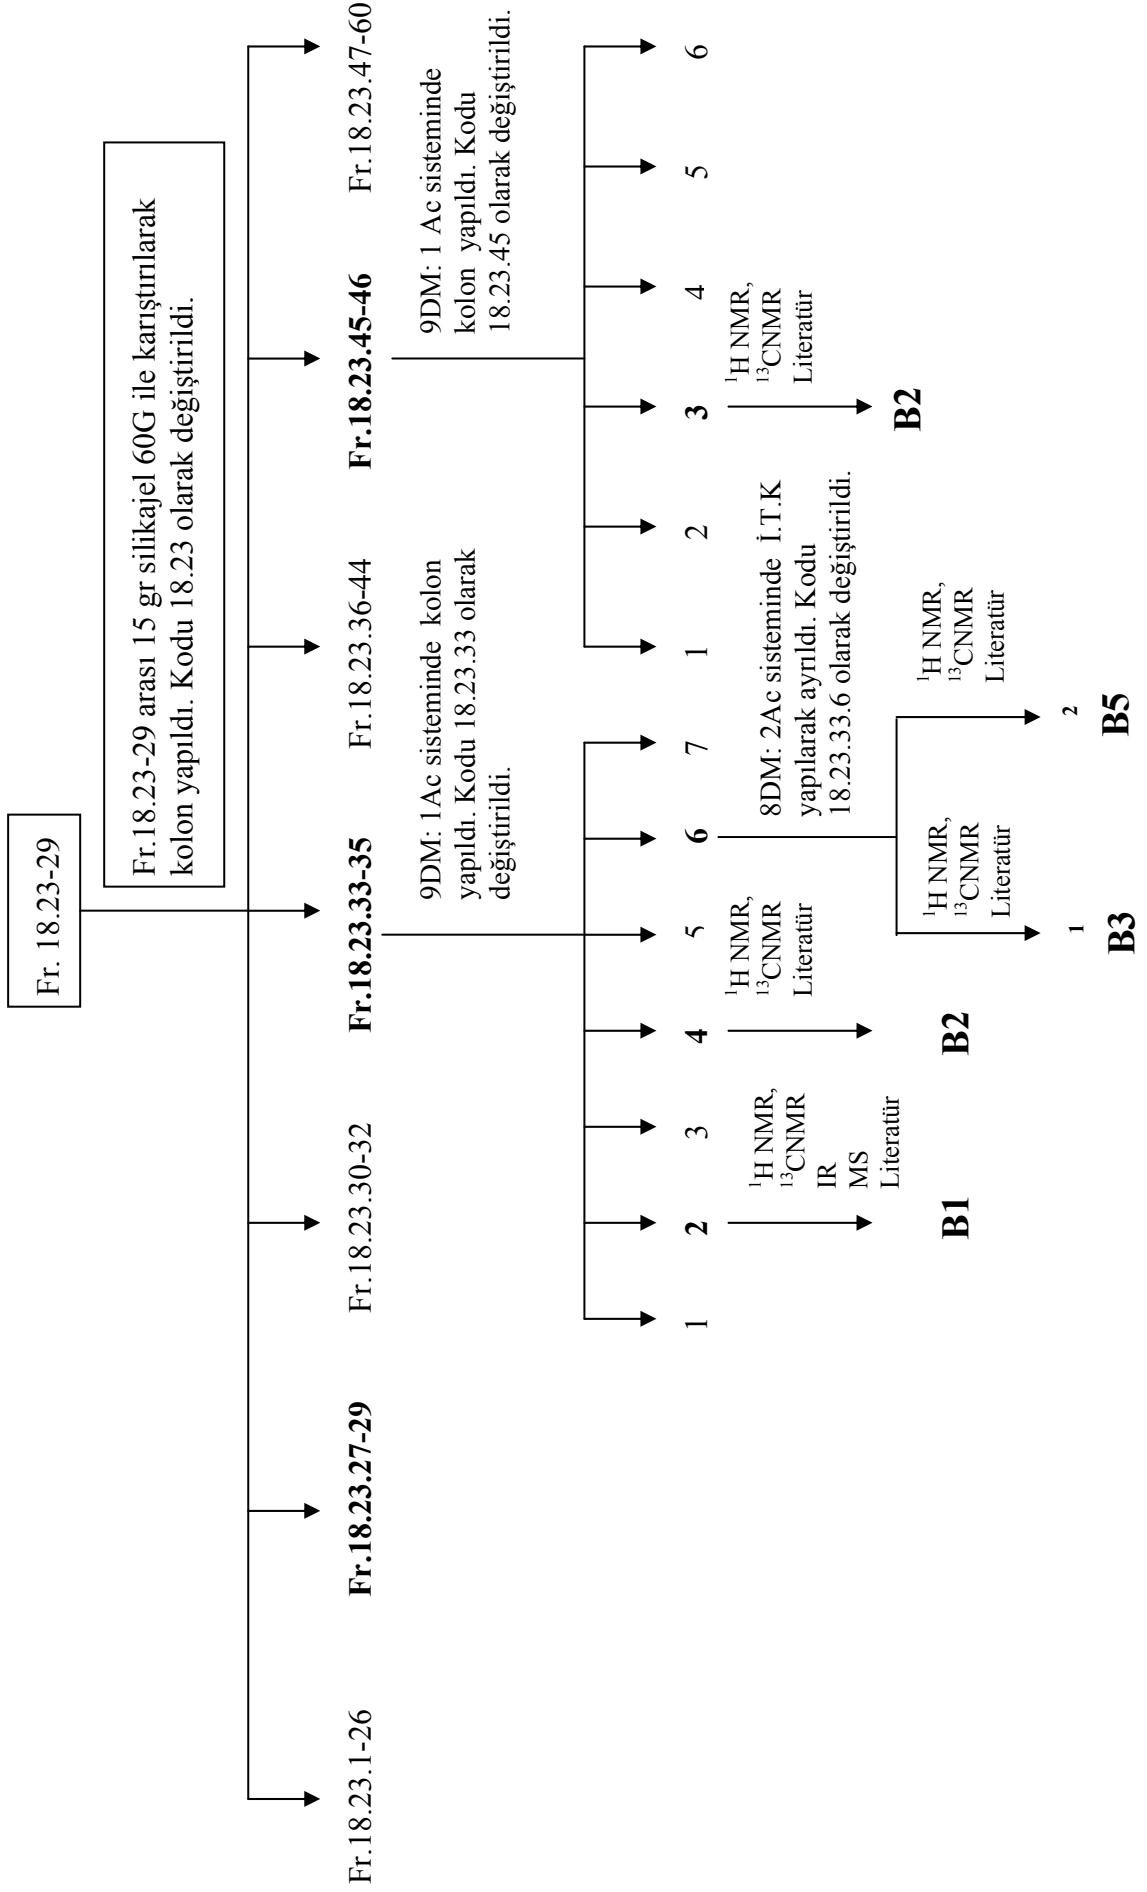 Fr. 18.23-29
Fr.18.23-29 arası 15 gr silikajel 60G ile karıştırılarak
kolon yapıldı. Kodu 18.23 olarak değiştirildi.
Fr.18.23.1-26
Fr.18.23.27-29
Fr.18.23.30-32
Fr.18.23.33-35
Fr.18.23.36-44
Fr.18.23.45-46
Fr.18.23.47-60
9DM: 1Ac sisteminde kolon
yapıldı. Kodu 18.23.33 olarak
değiştirildi.
9DM: 1 Ac sisteminde
kolon yapıldı. Kodu
18.23.45 olarak değiştirildi.
1
2
3
4
5
6
7
1
2
3
4
5
6
¹H NMR,
¹³CNMR
IR
MS
Literatür
B1
¹H NMR,
¹³CNMR
Literatür
B2
8DM: 2Ac sisteminde İ.T.K
yapılarak ayrıldı. Kodu
18.23.33.6 olarak değiştirildi.
¹H NMR,
¹³CNMR
Literatür
B2
¹H NMR,
¹³CNMR
Literatür
1
B3
¹H NMR,
¹³CNMR
Literatür
2
B5